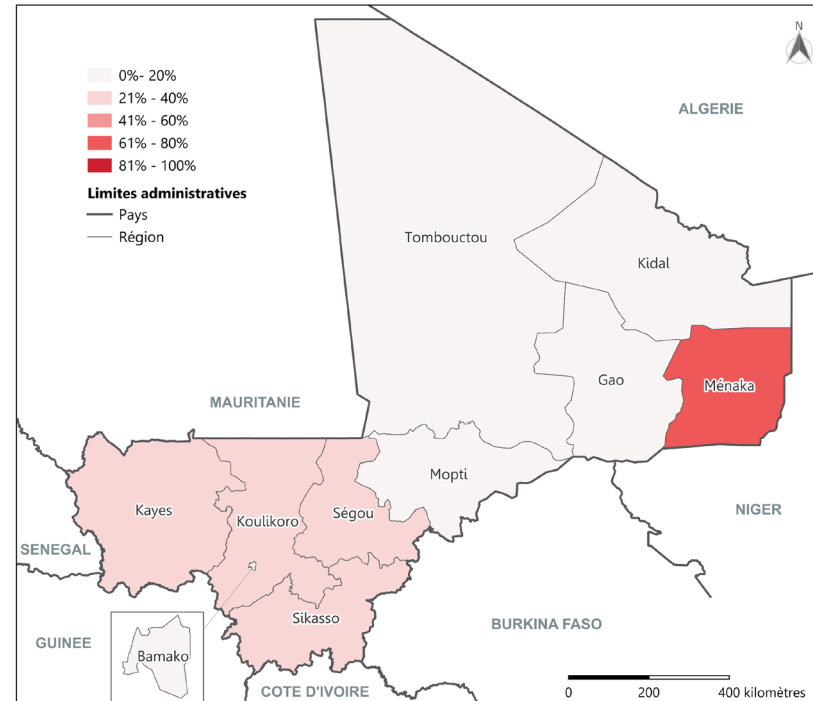 N
0%- 20%
21% - 40%
41% - 60%
61% - 80%
81% - 100%
Limites administratives
Pays
Région
ALGERIE
Tombouctou
Kidal
Gao
Ménaka
MAURITANIE
Mopti
Kayes
Koulikoro
Ségou
NIGER
SENEGAL
Sikasso
BURKINA FASO
GUINEE
Bamako
COTE D'IVOIRE
0 200 400 kilomètres